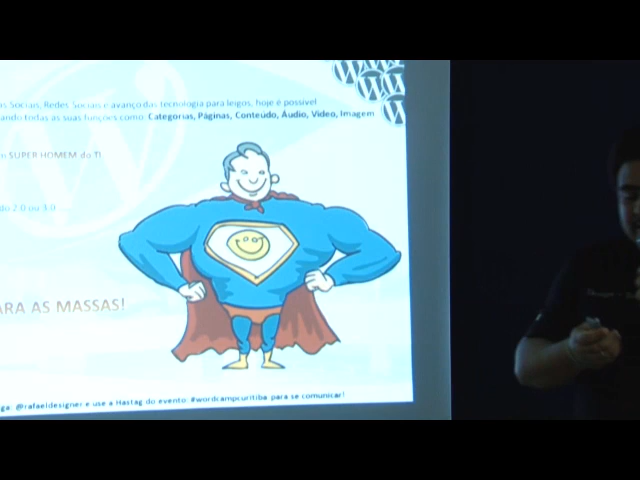 s Sociais, Redes Sociais e avanço das tecnologia para leigos, hoje é possível
ando todas as suas funções como: Categorias, Páginas, Conteúdo, Áudio, Vídeo, Imagem
SUPER HOMEM do TI
do 2.0 ou 3.0
ARA AS MASSAS!
ga: @rafaeldesigner e use a Hastag do evento: #wordcampcuritiba para se comunicar!